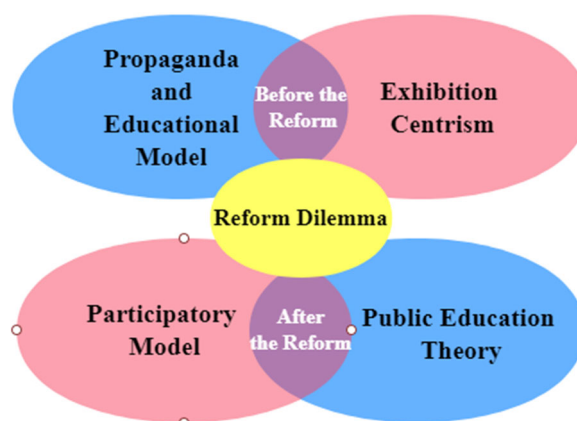 Propaganda
and
Educational
Model
Before the
Reform
Exhibition
Centrism
Reform Dilemma
Participatory
Model
After
the Reform
Public Education
Theory